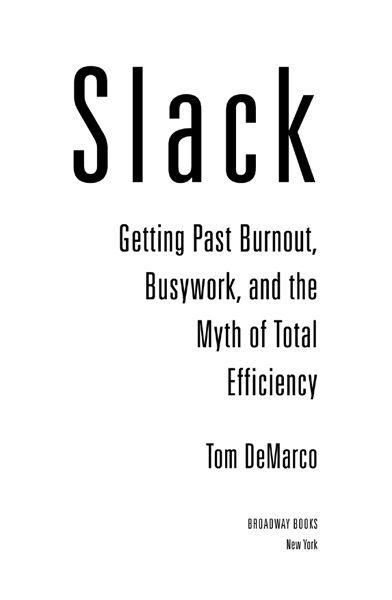 Slack
Getting Past Burnout,
Busywork, and the
Myth of Total
Efficiency
Tom DeMarco
BROADWAY BOOKS
New York